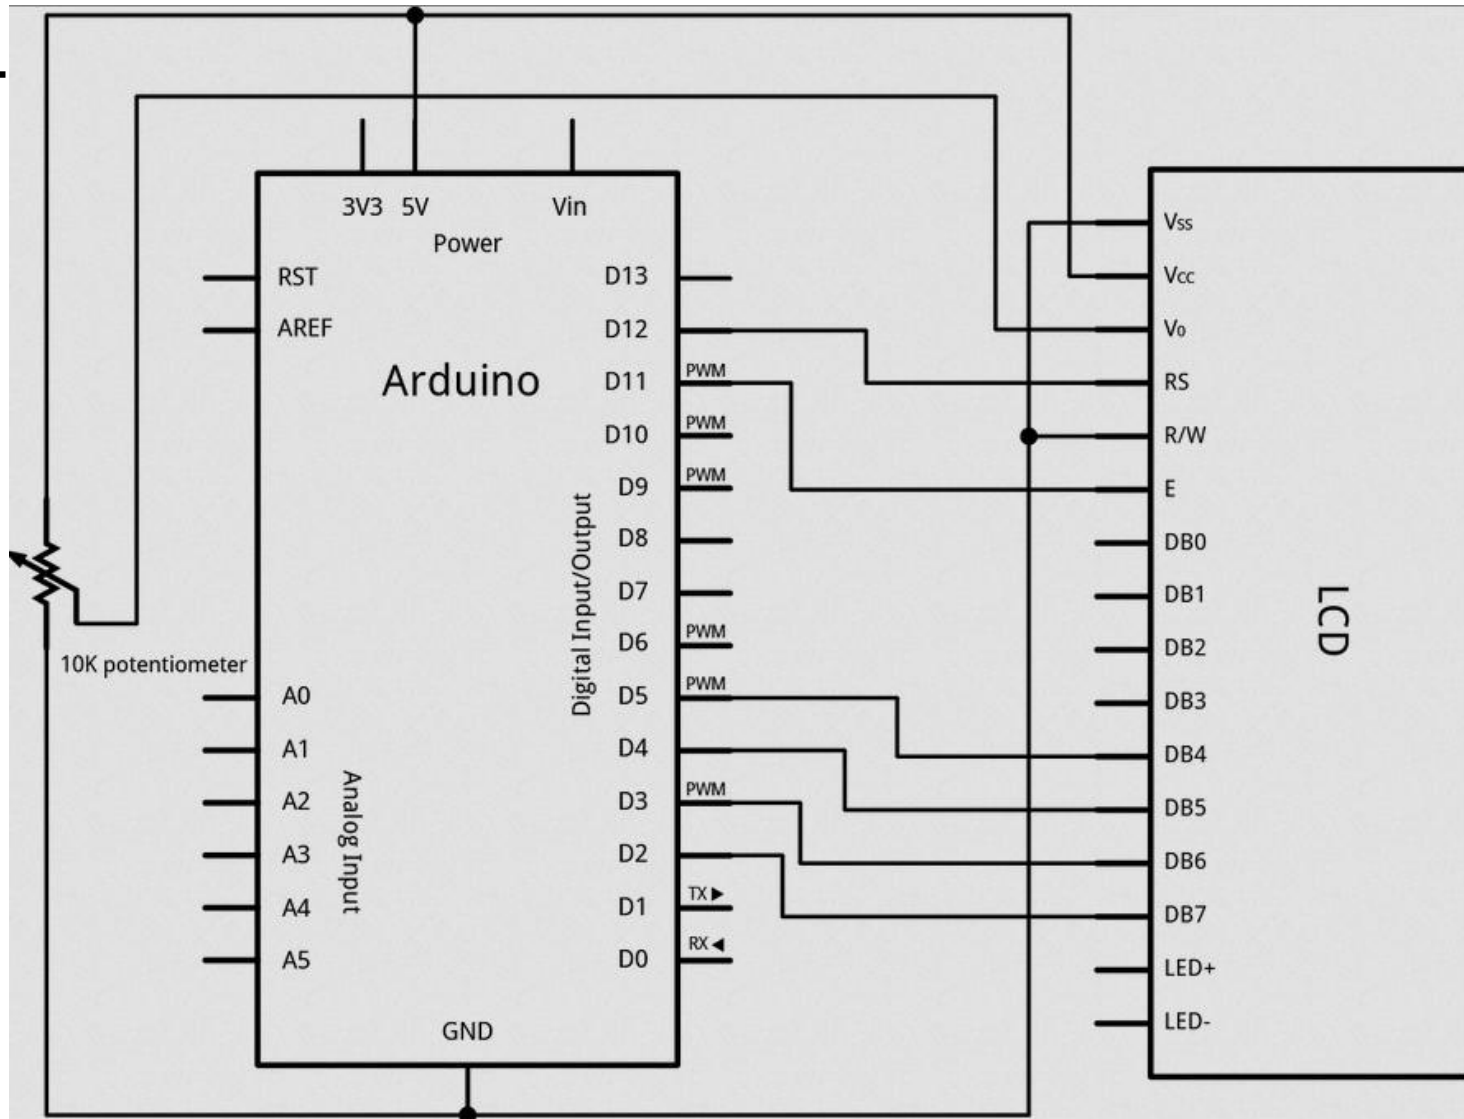 3V3 5V Vin
Power
RST
AREF
Arduino
D13
D12
D11 PWM
D10 PWM
D9 PWM
D8
D7
D6 PWM
D5 PWM
D4
D3 PWM
D2
D1 TX
D0 RX
Digital Input/Output
10K potentiometer
A0
A1
A2
A3
A4
A5
Analog Input
GND
Vss
Vcc
V0
RS
R/W
E
DB0
DB1
DB2
DB3
DB4
DB5
DB6
DB7
LED+
LED-
LCD